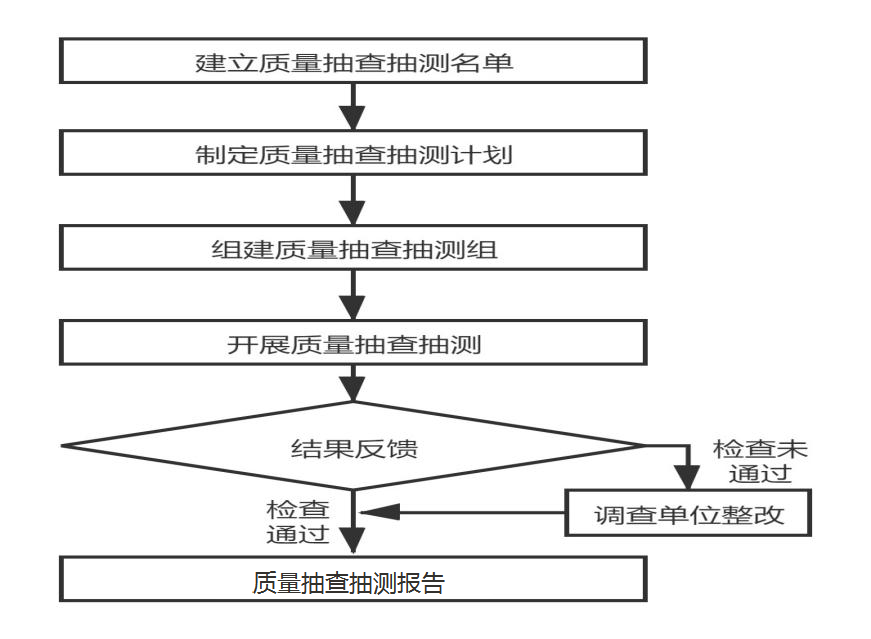 建立质量抽查抽测名单
制定质量抽查抽测计划
组建质量抽查抽测组
开展质量抽查抽测
结果反馈
检查未
通过
检查
通过
调查单位整改
质量抽查抽测报告